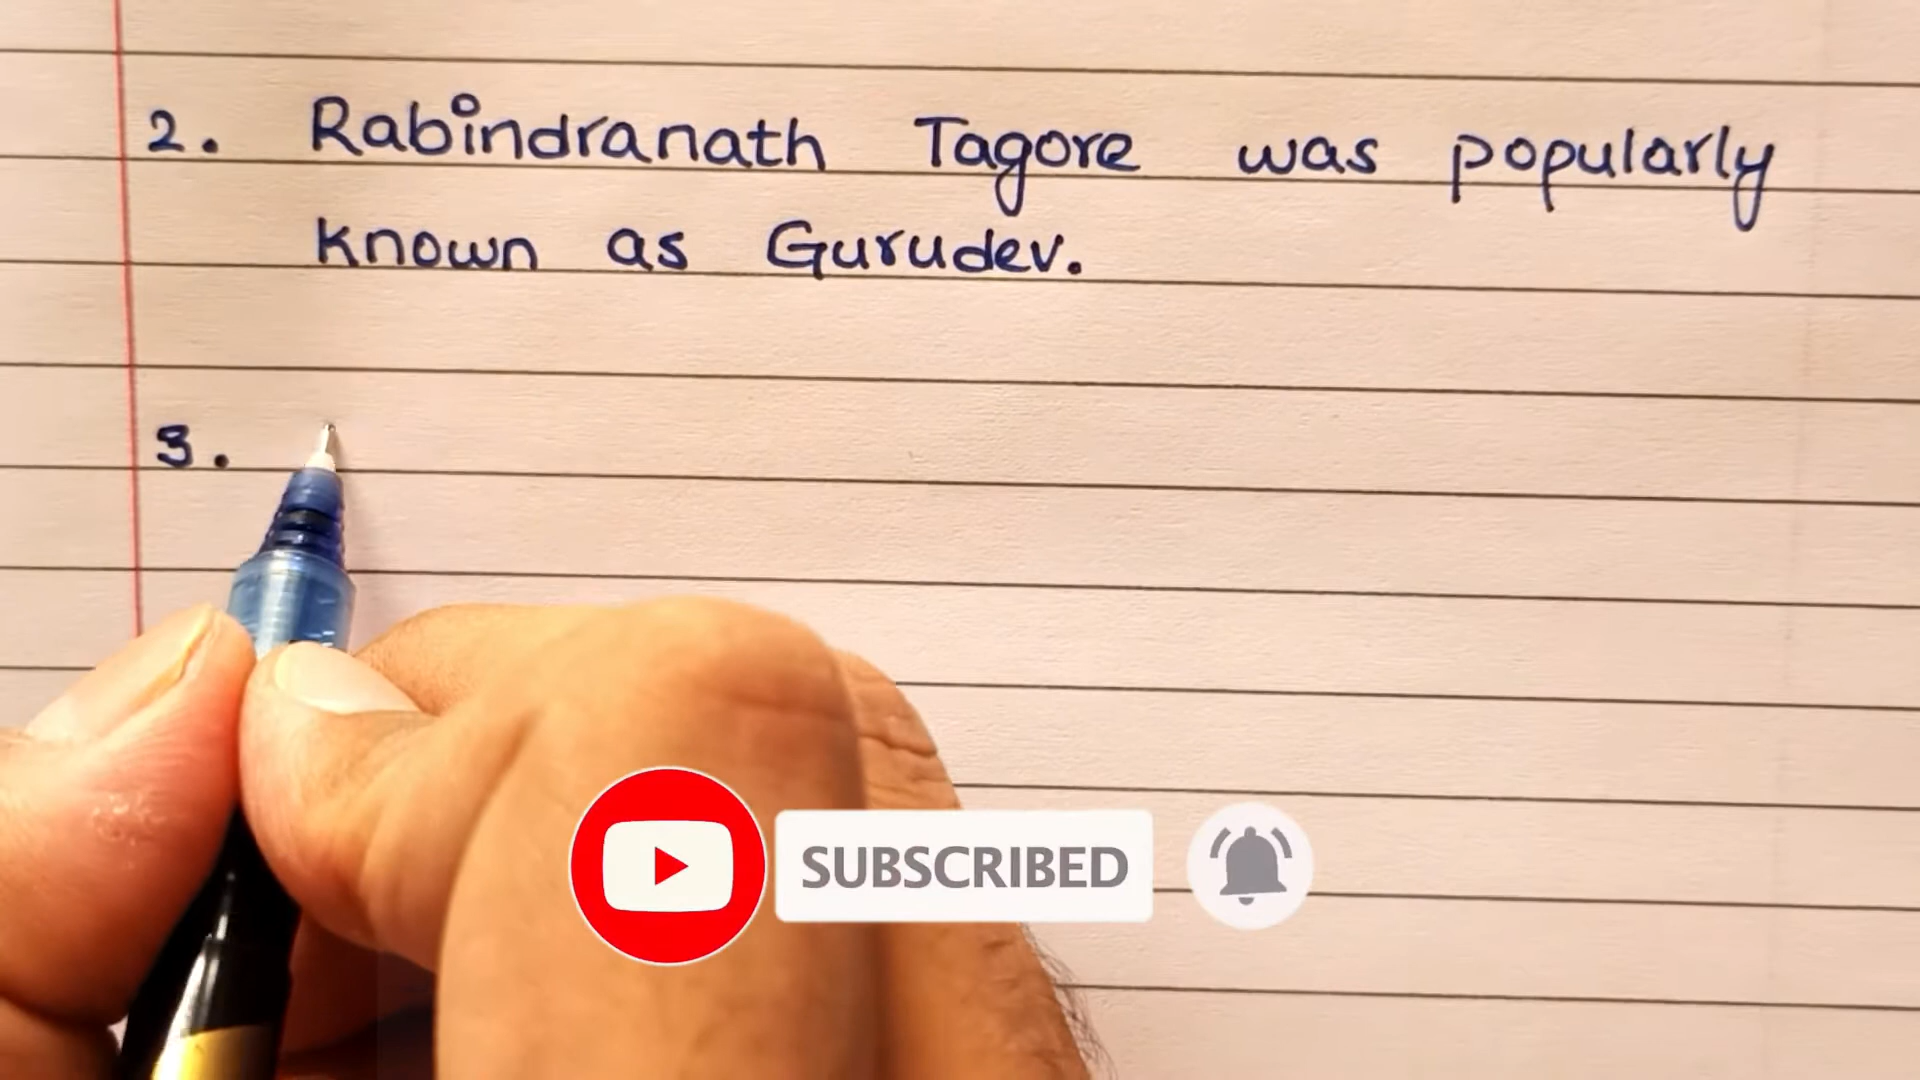 2. Rabindranath Tagore was popularly
known as Gurudev.
3.
SUBSCRIBED